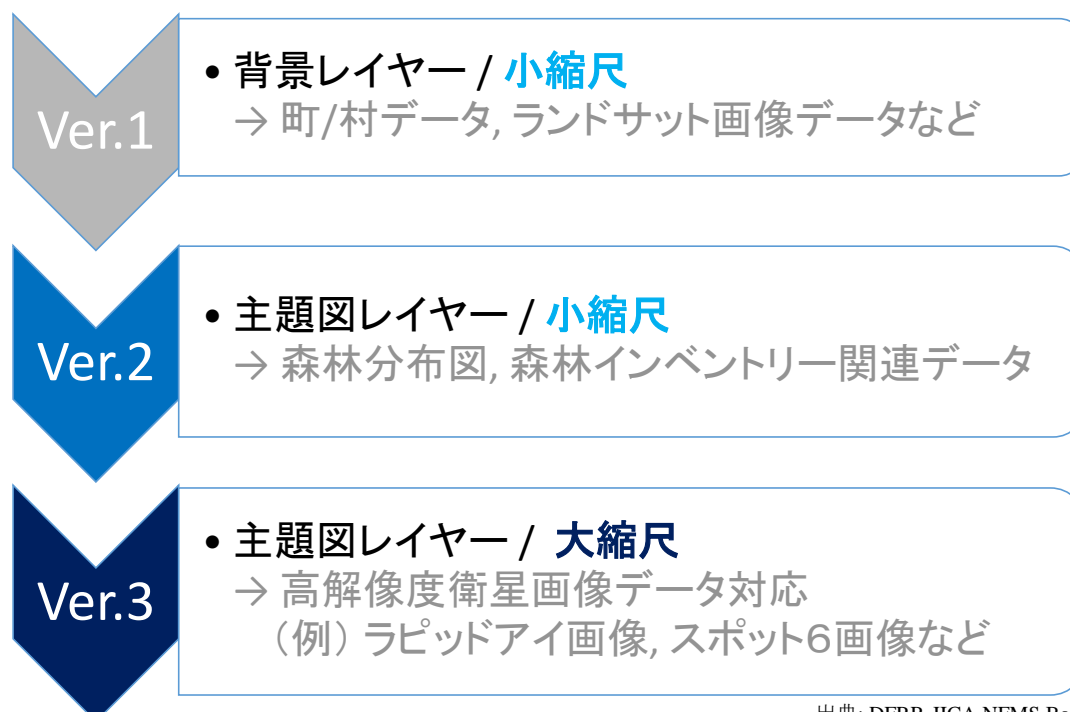 Ver.1
• 背景レイヤー / 小縮尺
→ 町/村データ, ランドサット画像データなど
Ver.2
• 主題図レイヤー / 小縮尺
→ 森林分布図, 森林インベントリー関連データ
Ver.3
• 主題図レイヤー / 大縮尺
→ 高解像度衛星画像データ対応
（例） ラピッドアイ画像, スポット６画像など